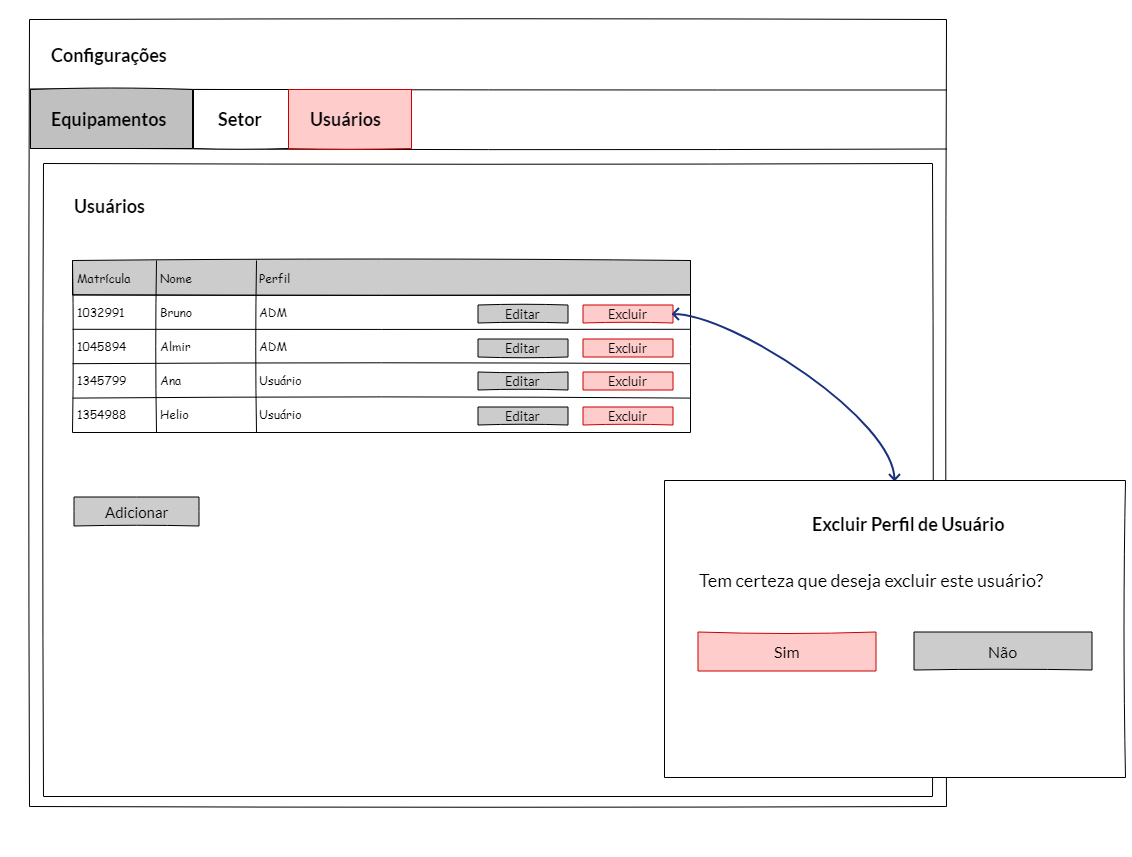 Configurações
Equipamentos Setor Usuários
Usuários
Matrícula Nome Perfil
1032991 Bruno ADM Editar Excluir
1045894 Almir ADM Editar Excluir
1345799 Ana Usuário Editar Excluir
1354988 Helio Usuário Editar Excluir
Adicionar
Excluir Perfil de Usuário
Tem certeza que deseja excluir este usuário?
Sim Não